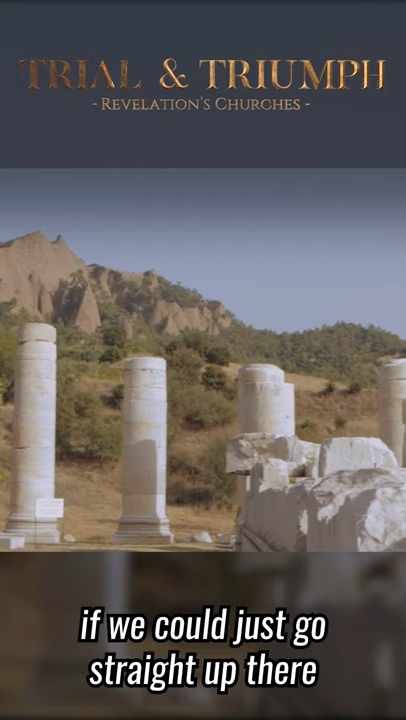 TRIAL & TRIUMPH
- REVELATION'S CHURCHES -
if we could just go
straight up there